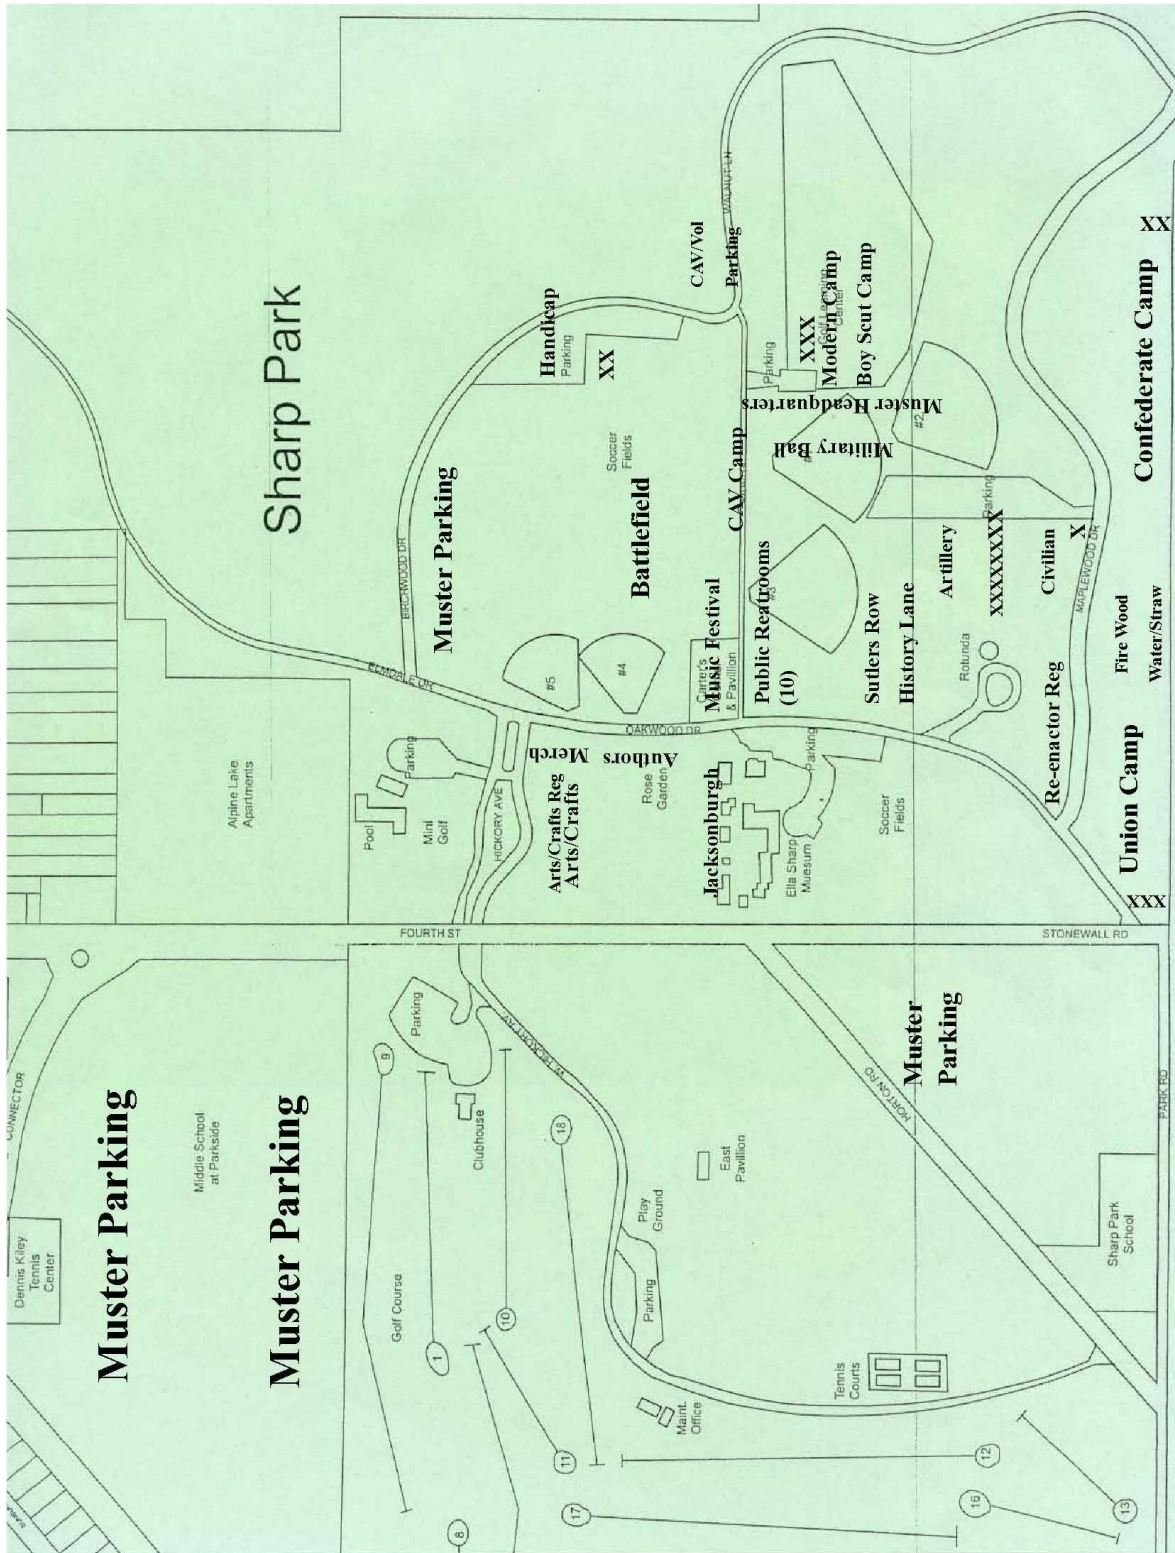 Sharp Park
CONNECTOR
Dennis Kiley
Tennis
Center
Muster Parking
Middle School
at Parkside
Muster Parking
Alpine Lake
Apartments
ELMDALE DR
BIRCHWOOD DR
Muster Parking
Handicap
Parking
XX
Soccer
Fields
Battlefield
CAV/Vol
Parking
WALNUT LN
Pool
Mini
Golf
Parking
HICKORY AVE
Merch
Authors
Arts/Crafts Reg
Arts/Crafts
#5
#4
OAKWOOD DR
Rose
Garden
Carter's
& Pavillion
Music Festival
CAV Camp
Public Reatrooms
(10)
#3
Military Ball
Muster Headquarters
#2
Parking
XXX
Golf Learning
Center
Modern Camp
Boy Scut Camp
Jacksonburgh
Ella Sharp
Muesum
Parking
Soccer
Fields
Sutlers Row
History Lane
Artillery
Parking
XXXXXXXX
Rotunda
Civilian
X
MAPLEWOOD DR
Re-enactor Reg
Fire Wood
Water/Straw
Union Camp
XXX
Confederate Camp
XX
FOURTH ST
STONEWALL RD
Parking
9
Clubhouse
W. HICKORY AV
Golf Course
1
10
18
11
8
17
Play
Ground
Parking
East
Pavillion
Maint.
Office
Tennis
Courts
HORTON RD
Muster
Parking
PARK RD
Sharp Park
School
12
16
13